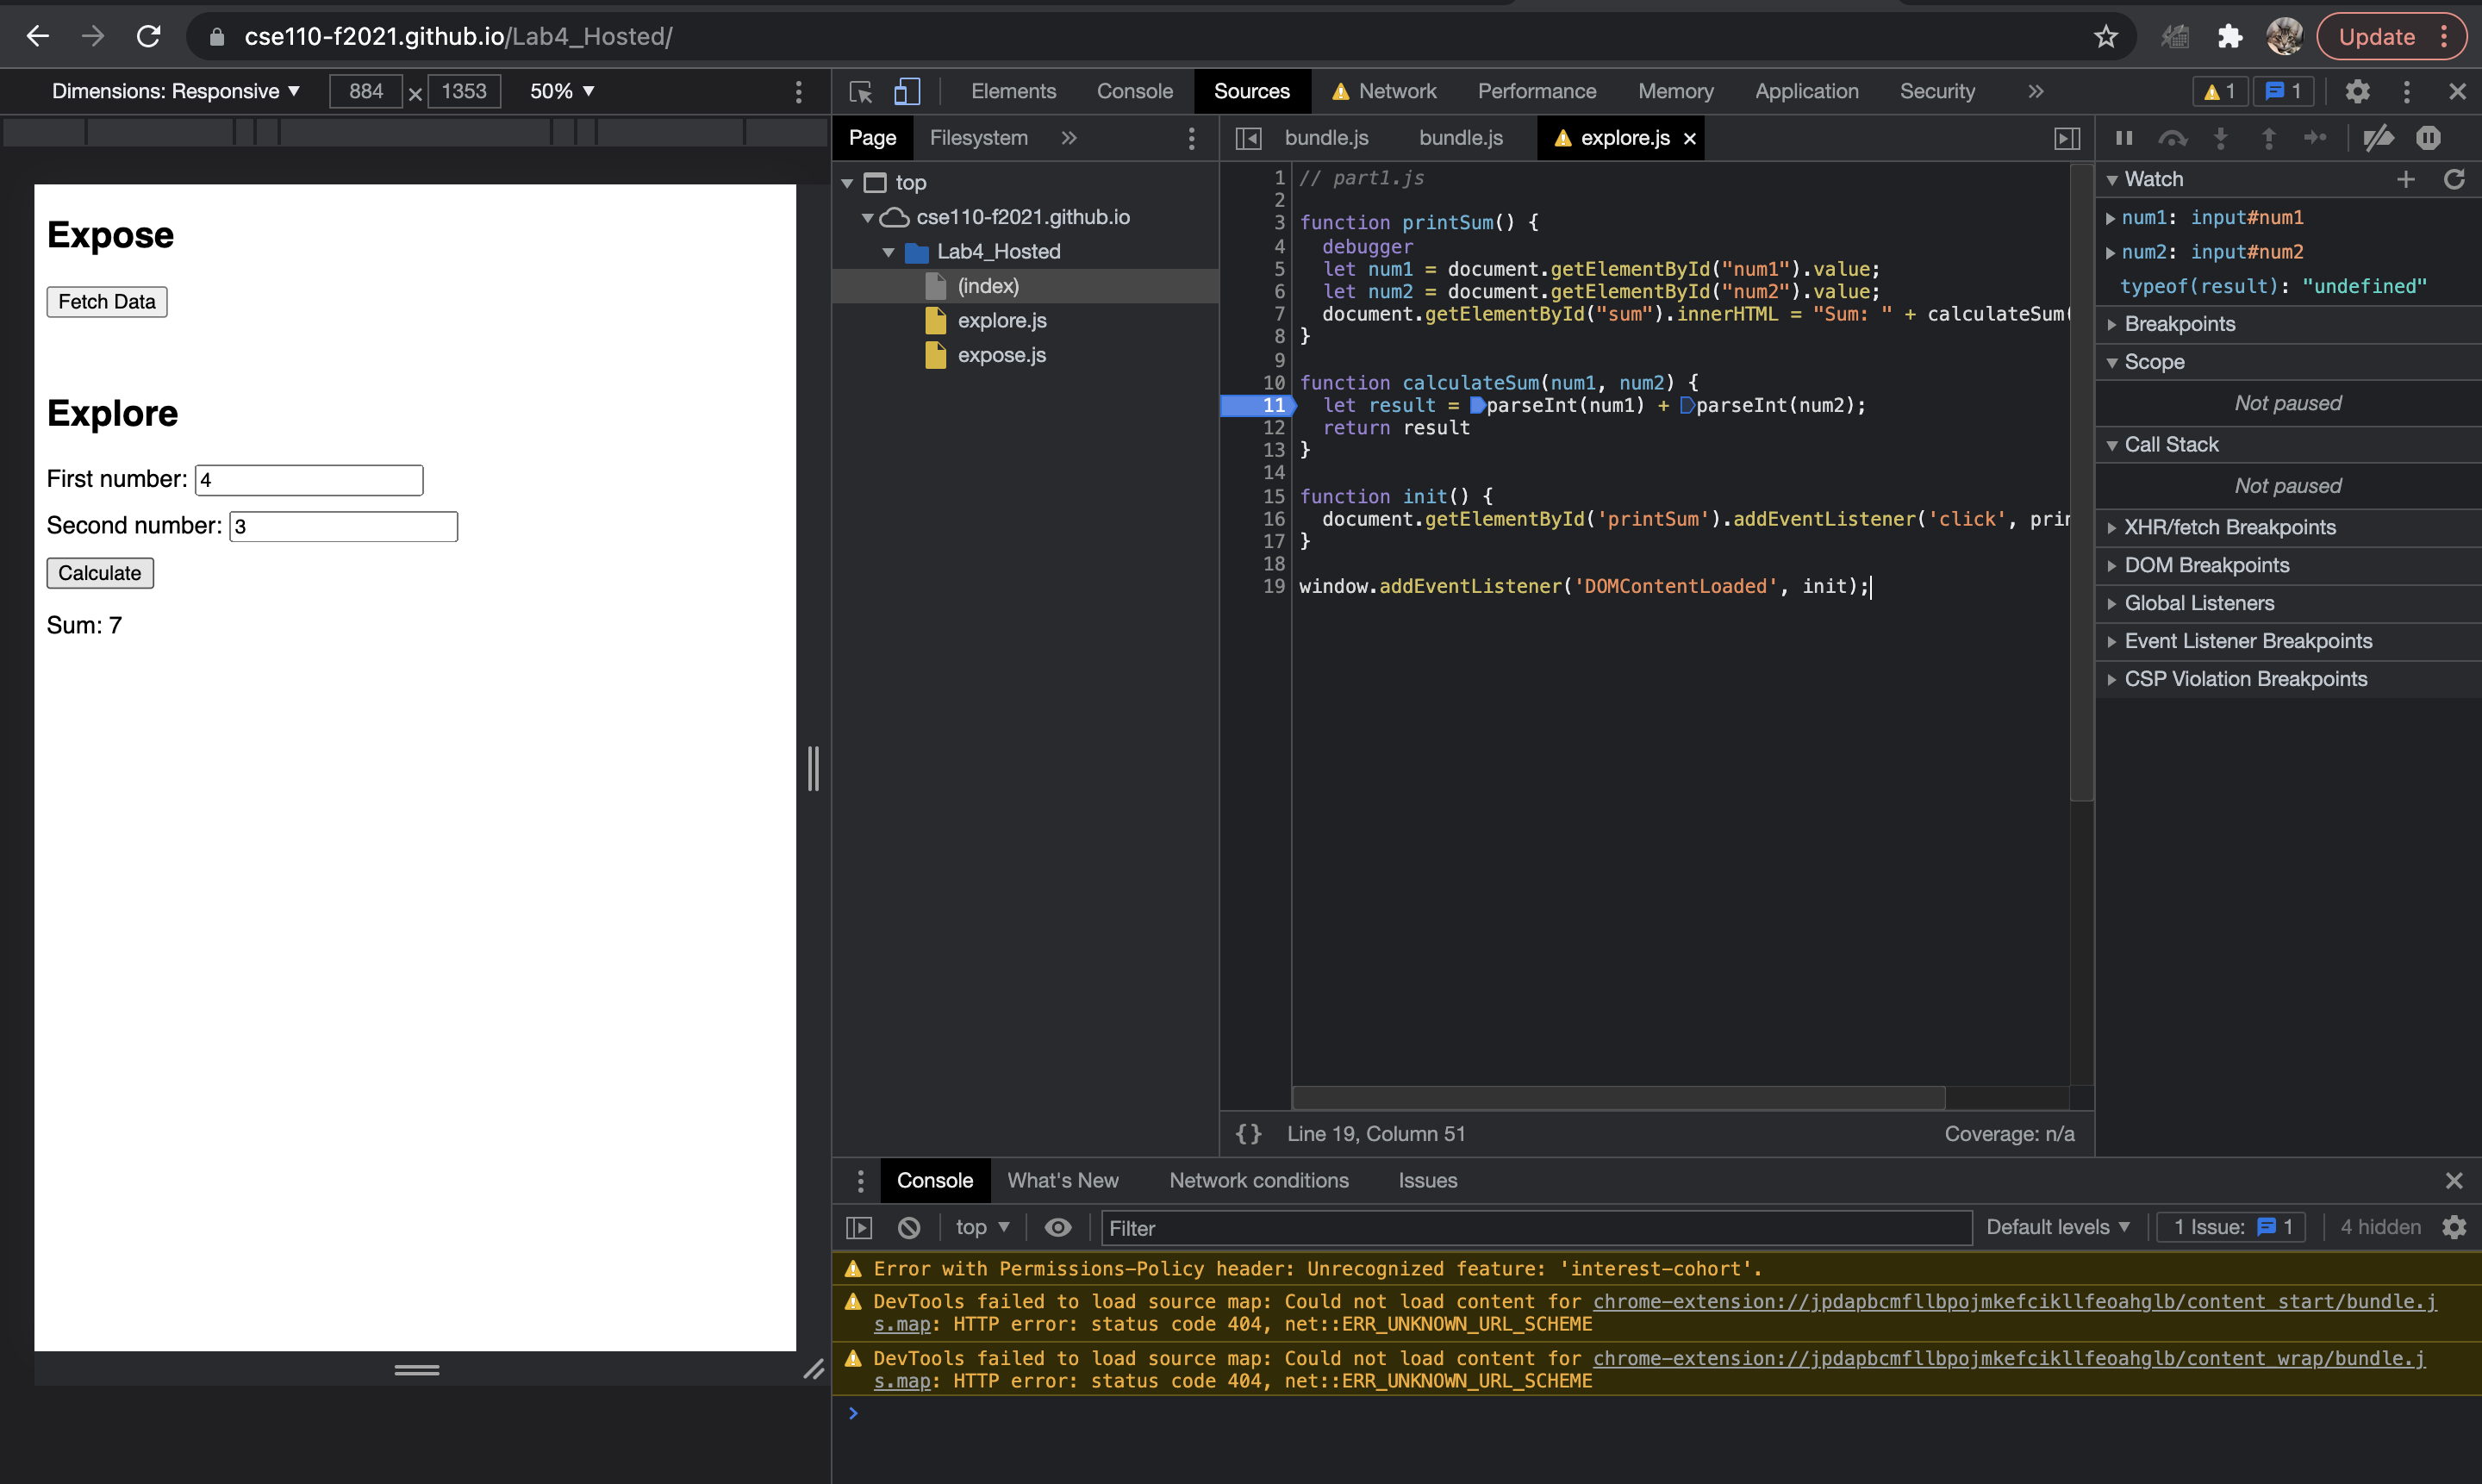 cse110-f2021.github.io/Lab4_Hosted/
Update
Dimensions: Responsive 884 × 1353 50%
Elements Console Sources Network Performance Memory Application Security » 1 1
Page Filesystem »
bundle.js bundle.js explore.js ×
top
cse110-f2021.github.io
Lab4_Hosted
(index)
explore.js
expose.js
Expose
Fetch Data
Explore
First number: 4
Second number: 3
Calculate
Sum: 7
1 // part1.js
2
3 function printSum() {
4   debugger
5   let num1 = document.getElementById("num1").value;
6   let num2 = document.getElementById("num2").value;
7   document.getElementById("sum").innerHTML = "Sum: " + calculateSum(
8 }
9
10 function calculateSum(num1, num2) {
11   let result = parseInt(num1) + parseInt(num2);
12   return result
13 }
14
15 function init() {
16   document.getElementById('printSum').addEventListener('click', prin
17 }
18
19 window.addEventListener('DOMContentLoaded', init);
{} Line 19, Column 51 Coverage: n/a
Watch
num1: input#num1
num2: input#num2
typeof(result): "undefined"
Breakpoints
Scope
Not paused
Call Stack
Not paused
XHR/fetch Breakpoints
DOM Breakpoints
Global Listeners
Event Listener Breakpoints
CSP Violation Breakpoints
Console What's New Network conditions Issues
top Filter Default levels 1 Issue: 1 4 hidden
Error with Permissions-Policy header: Unrecognized feature: 'interest-cohort'.
DevTools failed to load source map: Could not load content for chrome-extension://jpdapbcmfllbpojmkefcikllfeoahglb/content_start/bundle.j
s.map: HTTP error: status code 404, net::ERR_UNKNOWN_URL_SCHEME
DevTools failed to load source map: Could not load content for chrome-extension://jpdapbcmfllbpojmkefcikllfeoahglb/content_wrap/bundle.j
s.map: HTTP error: status code 404, net::ERR_UNKNOWN_URL_SCHEME